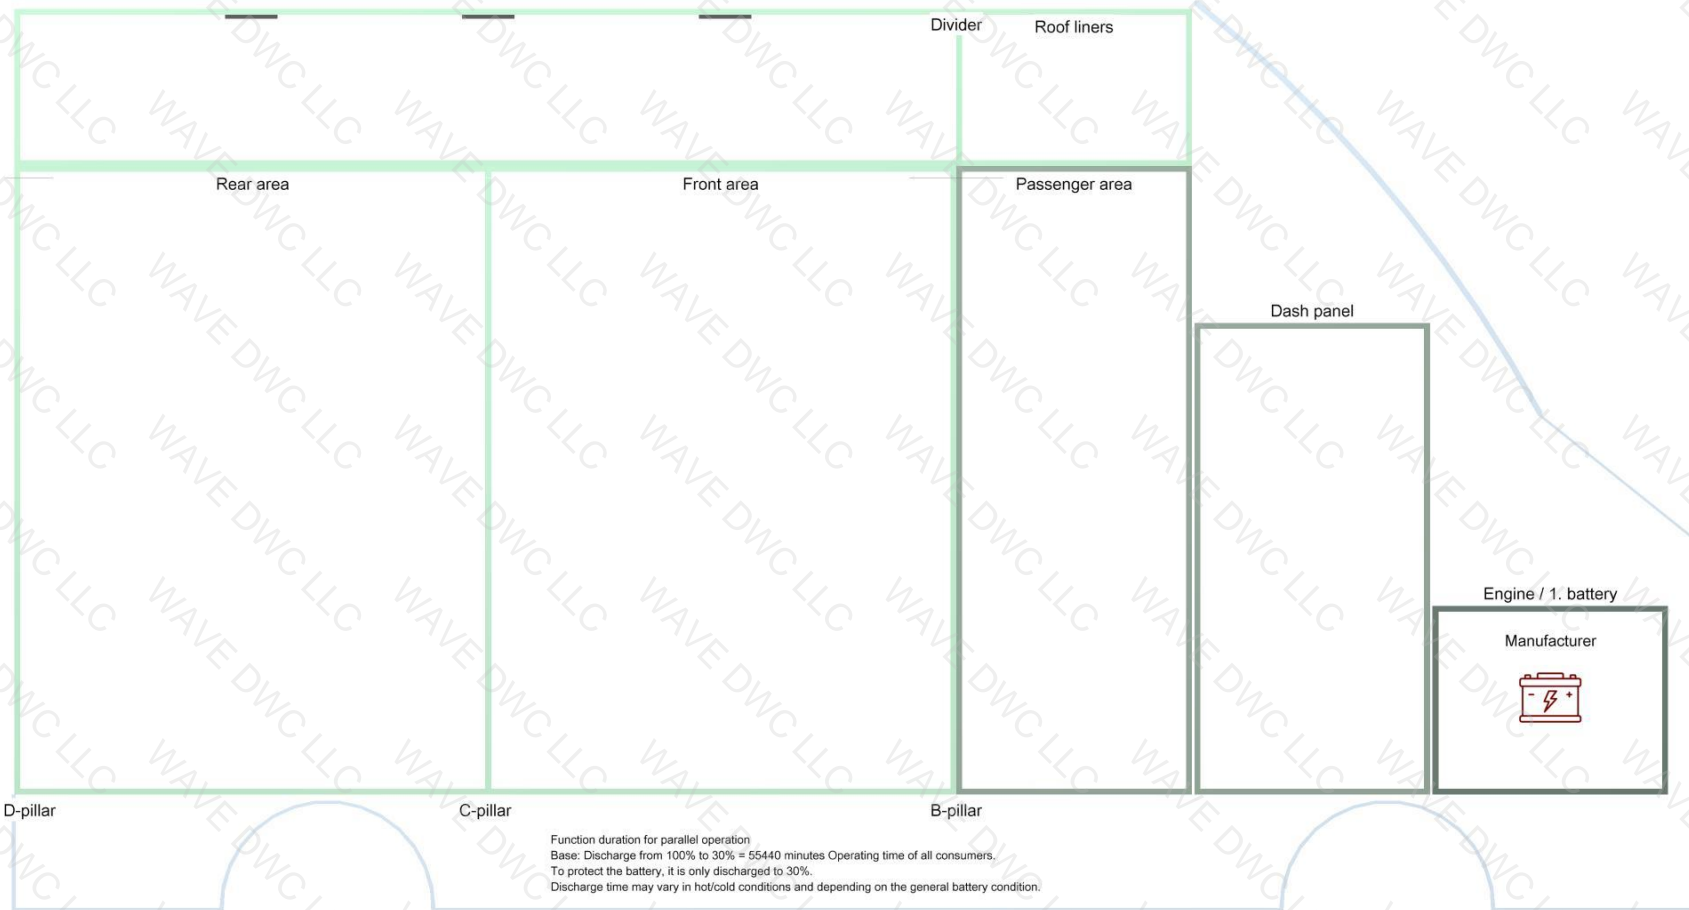 Divider
Roof liners
Rear area
Front area
Passenger area
Dash panel
Engine / 1. battery
Manufacturer
- +
D-pillar
C-pillar
B-pillar
Function duration for parallel operation
Base: Discharge from 100% to 30% = 55440 minutes Operating time of all consumers.
To protect the battery, it is only discharged to 30%.
Discharge time may vary in hot/cold conditions and depending on the general battery condition.
WAVE DWC LLC